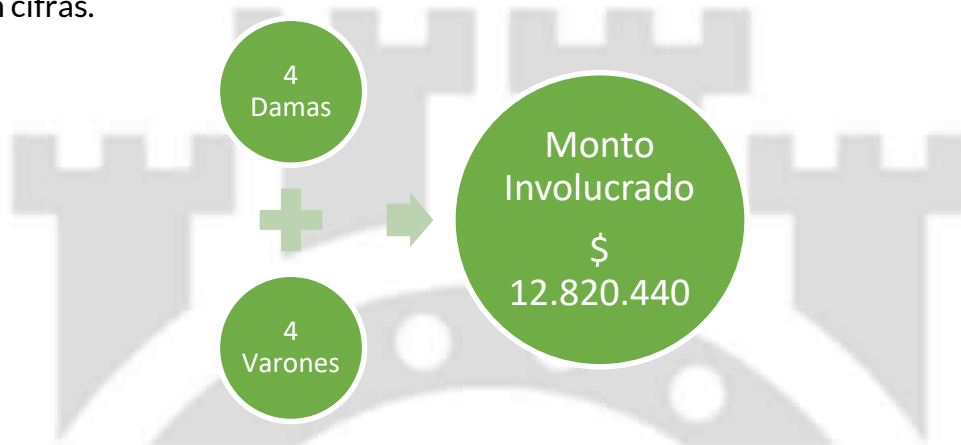 cifras.
4
Damas
4
Varones
Monto
Involucrado
$
12.820.440